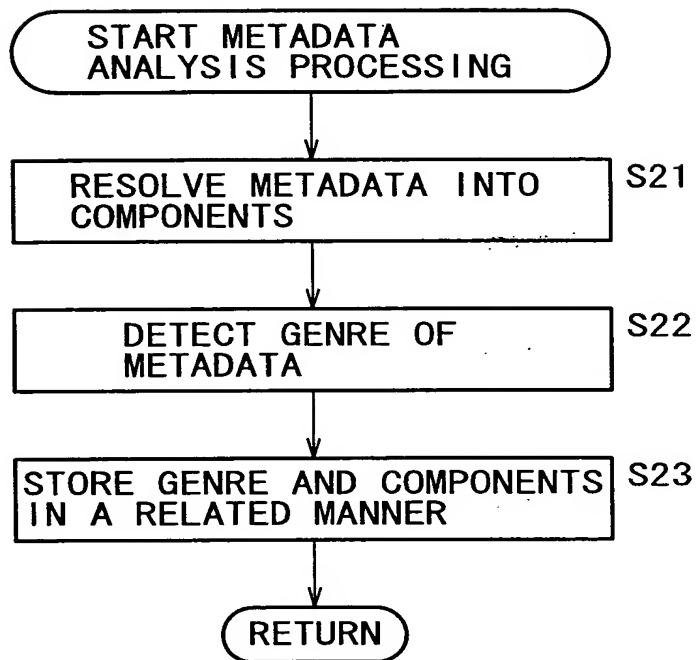 START METADATA
ANALYSIS PROCESSING
RESOLVE METADATA INTO
COMPONENTS
S21
DETECT GENRE OF
METADATA
S22
STORE GENRE AND COMPONENTS
IN A RELATED MANNER
S23
RETURN